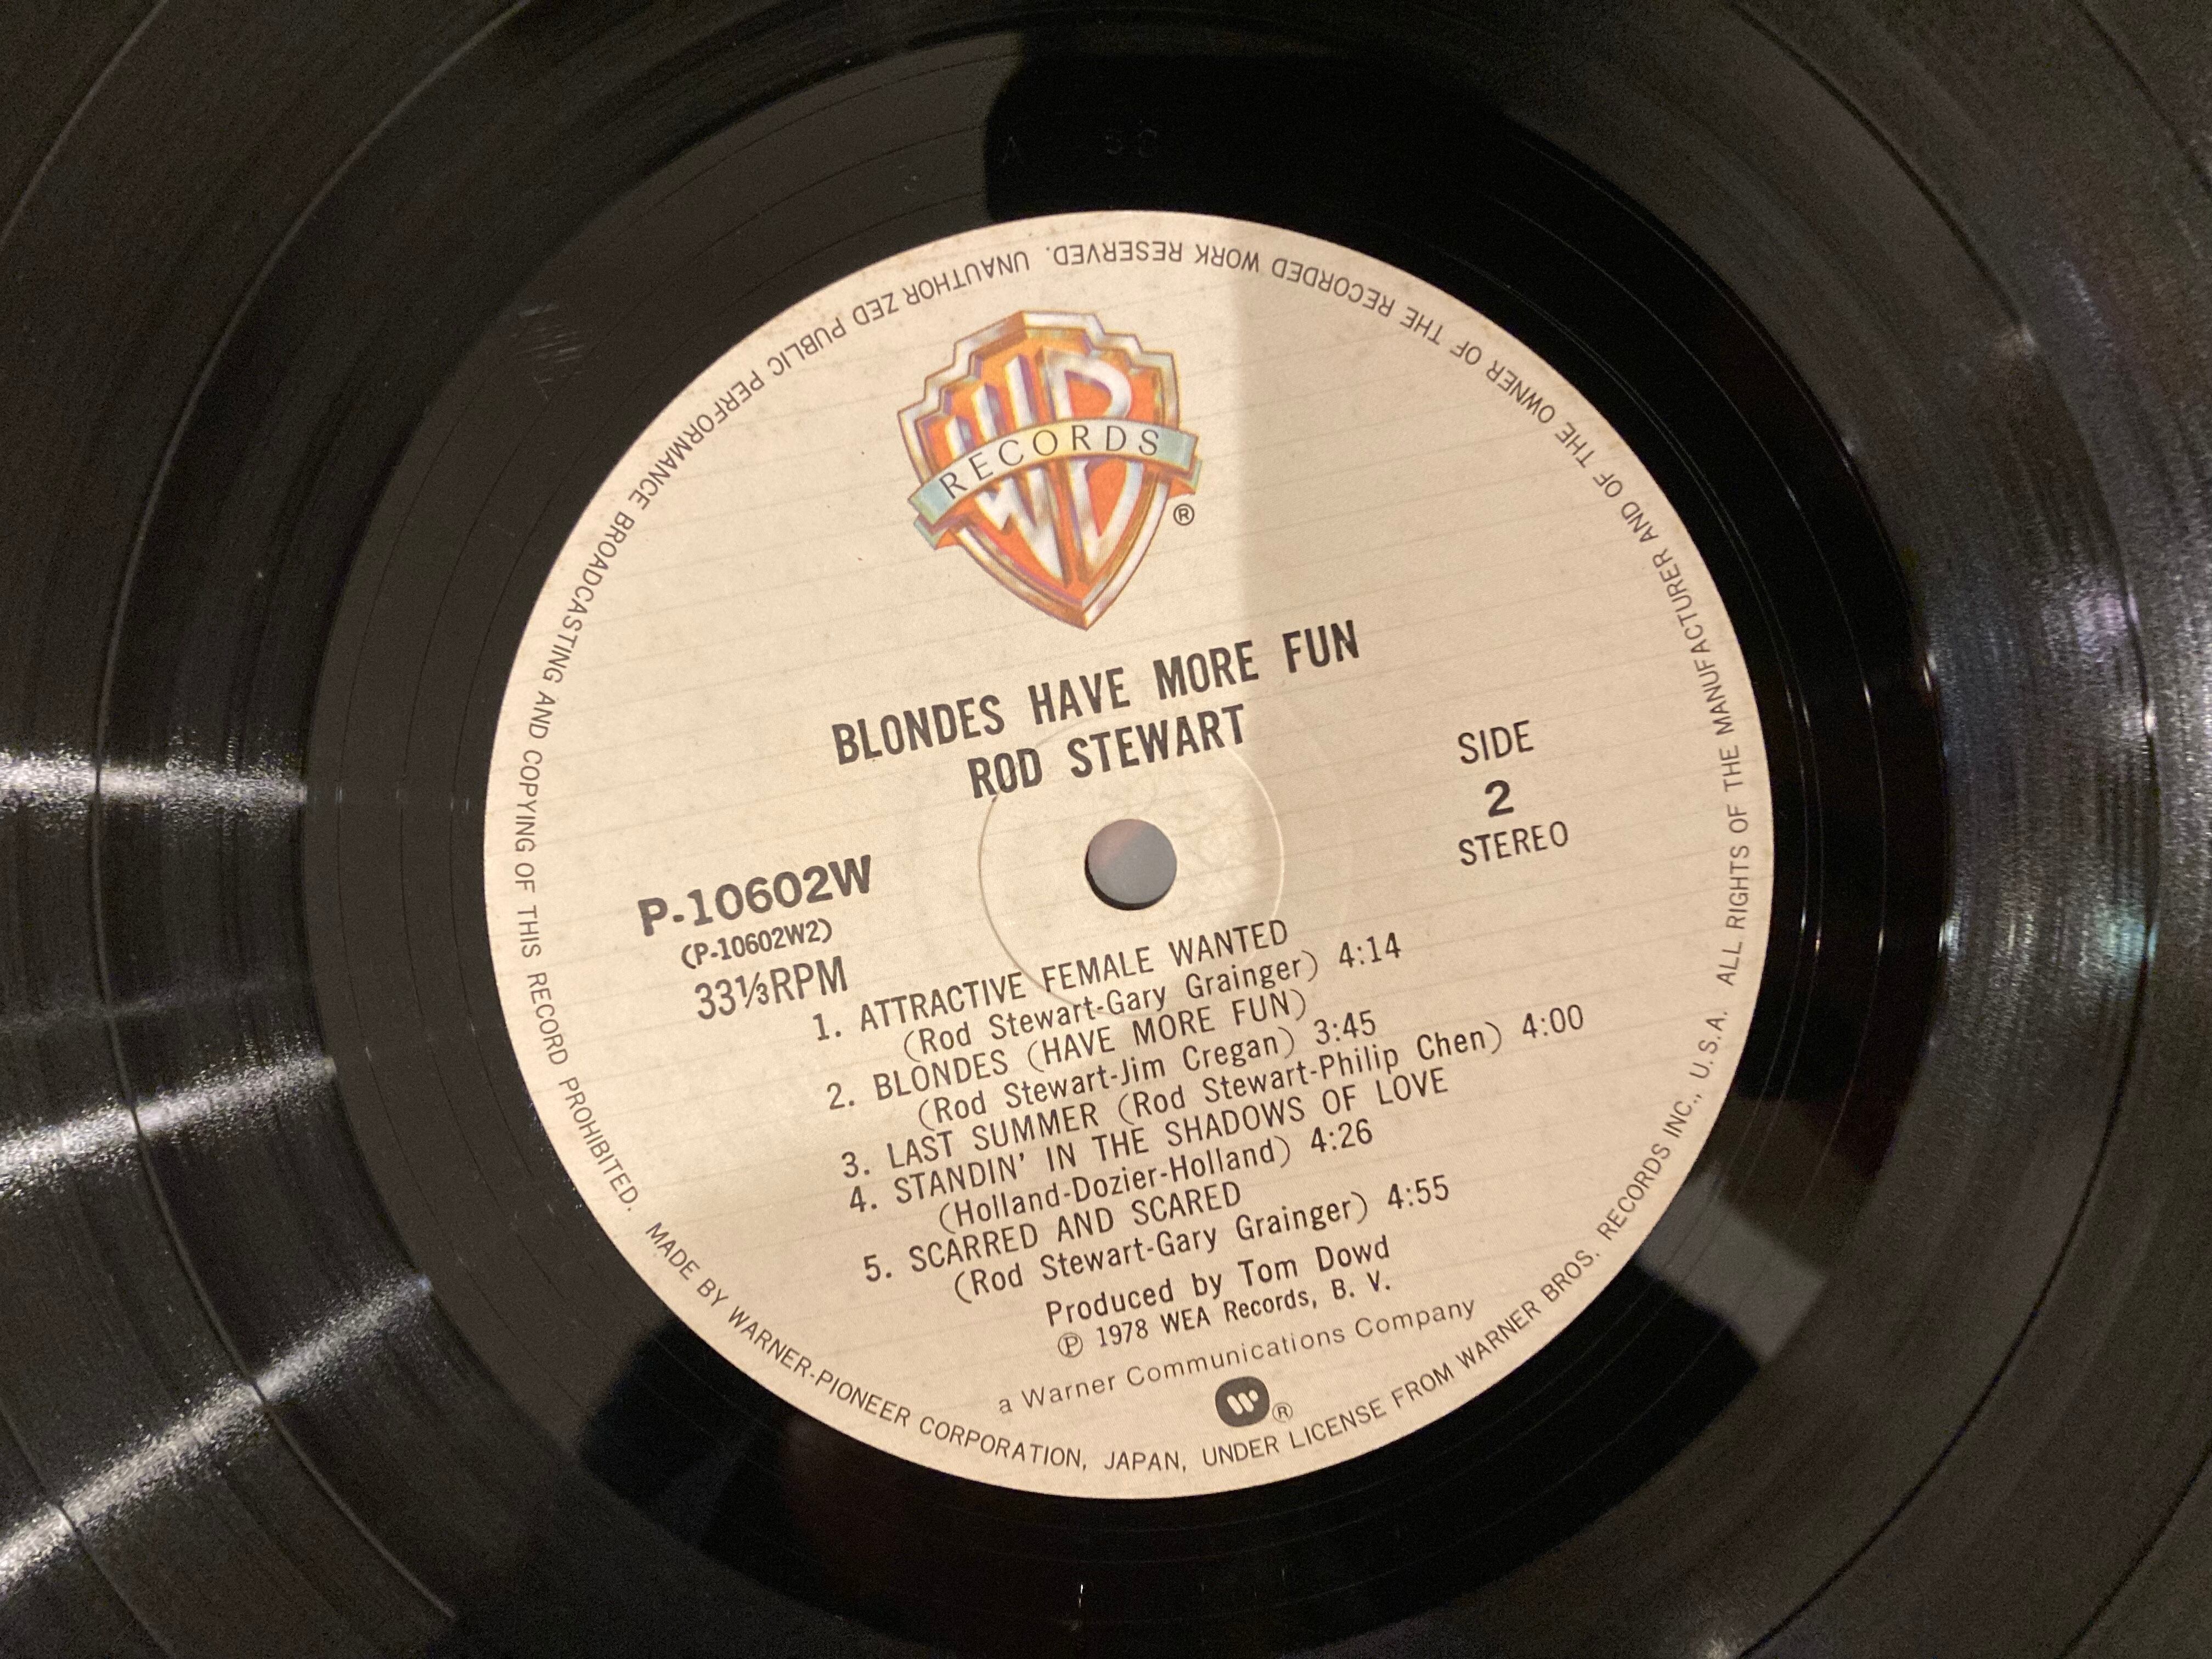 WB
RECORDS
®
BLONDES HAVE MORE FUN
ROD STEWART
SIDE
2
STEREO
P-10602W
(P-10602W2)
33⅓RPM
1. ATTRACTIVE FEMALE WANTED
(Rod Stewart-Gary Grainger) 4:14
2. BLONDES (HAVE MORE FUN)
(Rod Stewart-Jim Cregan) 3:45
3. LAST SUMMER (Rod Stewart-Philip Chen) 4:00
4. STANDIN' IN THE SHADOWS OF LOVE
(Holland-Dozier-Holland) 4:26
5. SCARRED AND SCARED
(Rod Stewart-Gary Grainger) 4:55
Produced by Tom Dowd
Ⓟ 1978 WEA Records, B. V.
a Warner Communications Company
W ®
MADE BY WARNER-PIONEER CORPORATION, JAPAN, UNDER LICENSE FROM WARNER BROS. RECORDS INC., U.S.A. ALL RIGHTS OF THE MANUFACTURER AND OF THE OWNER OF THE RECORDED WORK RESERVED. UNAUTHOR ZED PUBLIC PERFORMANCE BROADCASTING AND COPYING OF THIS RECORD PROHIBITED.